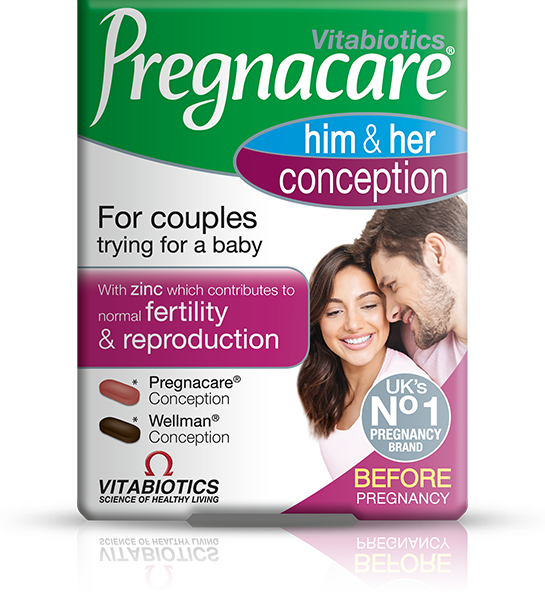 Vitabiotics
Pregnacare®
him & her
conception
For couples
trying for a baby
With zinc which contributes to
normal fertility
& reproduction
* Pregnacare®
Conception
* Wellman®
Conception
UK's
No1
PREGNANCY
BRAND
VITABIOTICS
SCIENCE OF HEALTHY LIVING
BEFORE
PREGNANCY